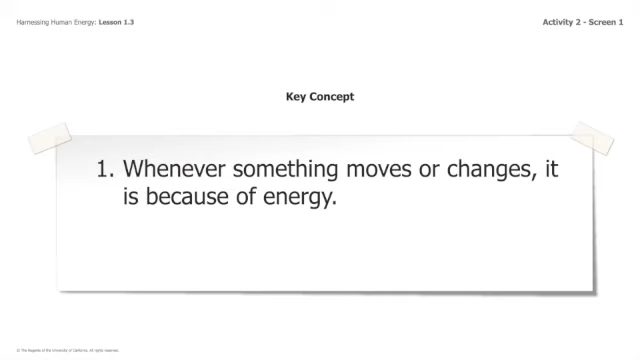 Harnessing Human Energy: Lesson 1.3
Activity 2 - Screen 1
Key Concept
1. Whenever something moves or changes, it
is because of energy.
© The Regents of the University of California. All rights reserved.